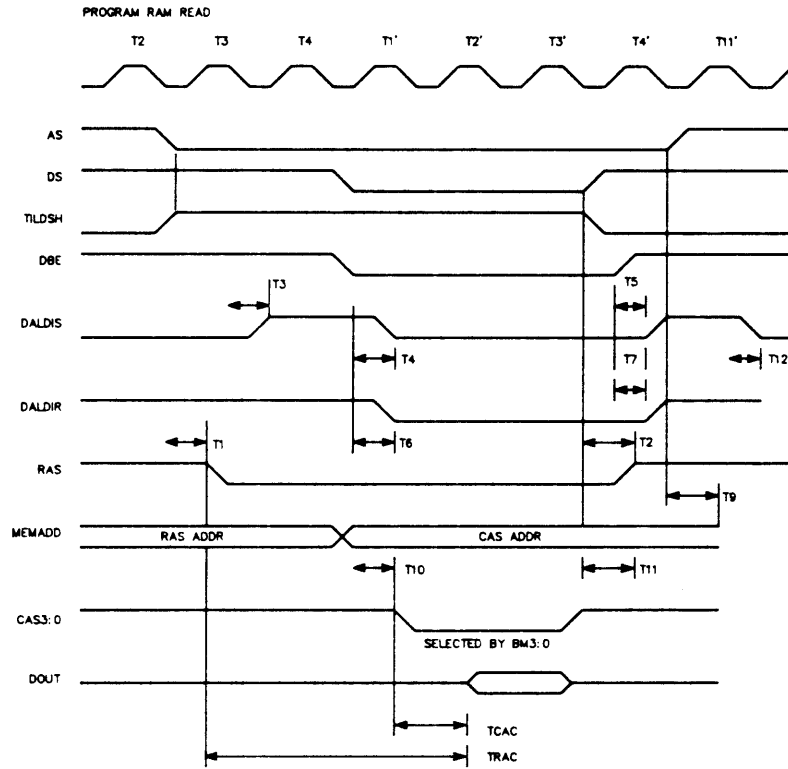 PROGRAM RAM READ
T2 T3 T4 T1' T2' T3' T4' T11'
AS
DS
TILDSH
DBE
T3 T5
DALDIS
T4 T7 T12
DALDIR
T1 T6 T2
RAS
T9
MEMADD RAS ADDR CAS ADDR
T10 T11
CAS3:0
SELECTED BY BM3:0
DOUT
TCAC
TRAC